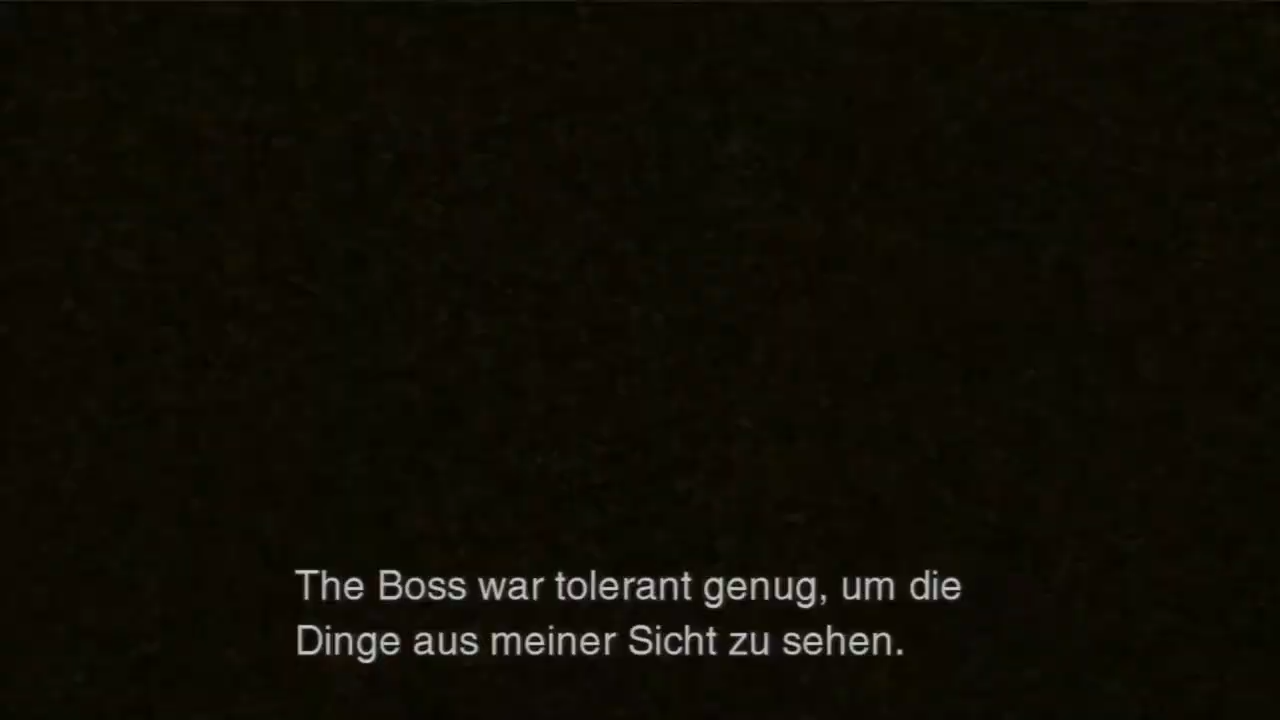 The Boss war tolerant genug, um die
Dinge aus meiner Sicht zu sehen.